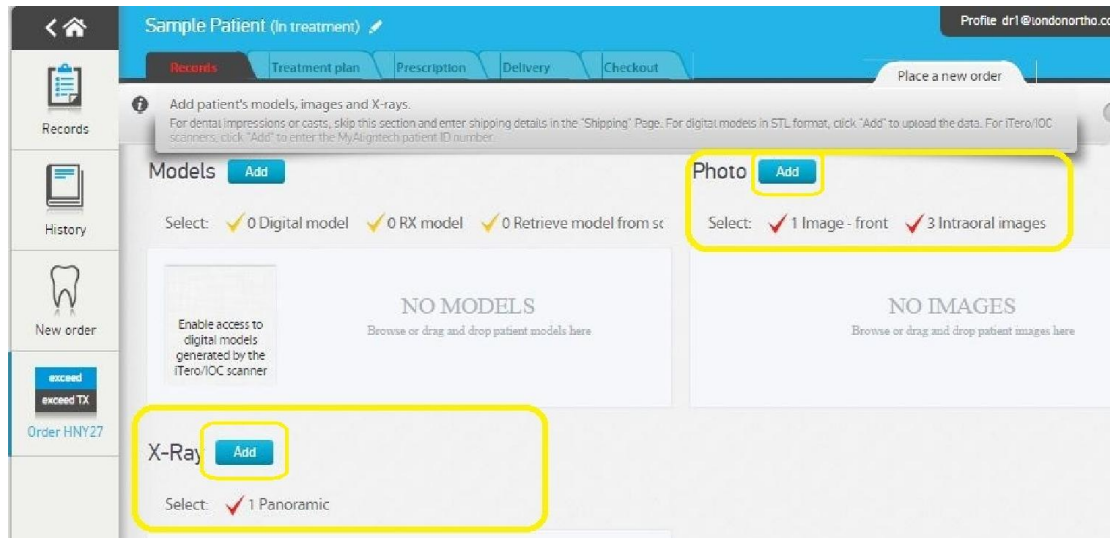 Sample Patient (In treatment)
Profile dr1@londonortho.co
Records Treatment plan Prescription Delivery Checkout
Place a new order
Add patient's models, images and X-rays.
For dental impressions or casts, skip this section and enter shipping details in the "Shipping" Page. For digital models in STL format, click "Add" to upload the data. For iTero/IOC
scanners, click "Add" to enter the MyAligntech patient ID number.
Records
History
New order
exceed
exceed TX
Order HNY27
Models Add
Select: 0 Digital model 0 RX model 0 Retrieve model from sc
Enable access to
digital models
generated by the
iTero/IOC scanner
NO MODELS
Browse or drag and drop patient models here
Photo Add
Select: 1 Image - front 3 Intraoral images
NO IMAGES
Browse or drag and drop patient images here
X-Ray Add
Select: 1 Panoramic